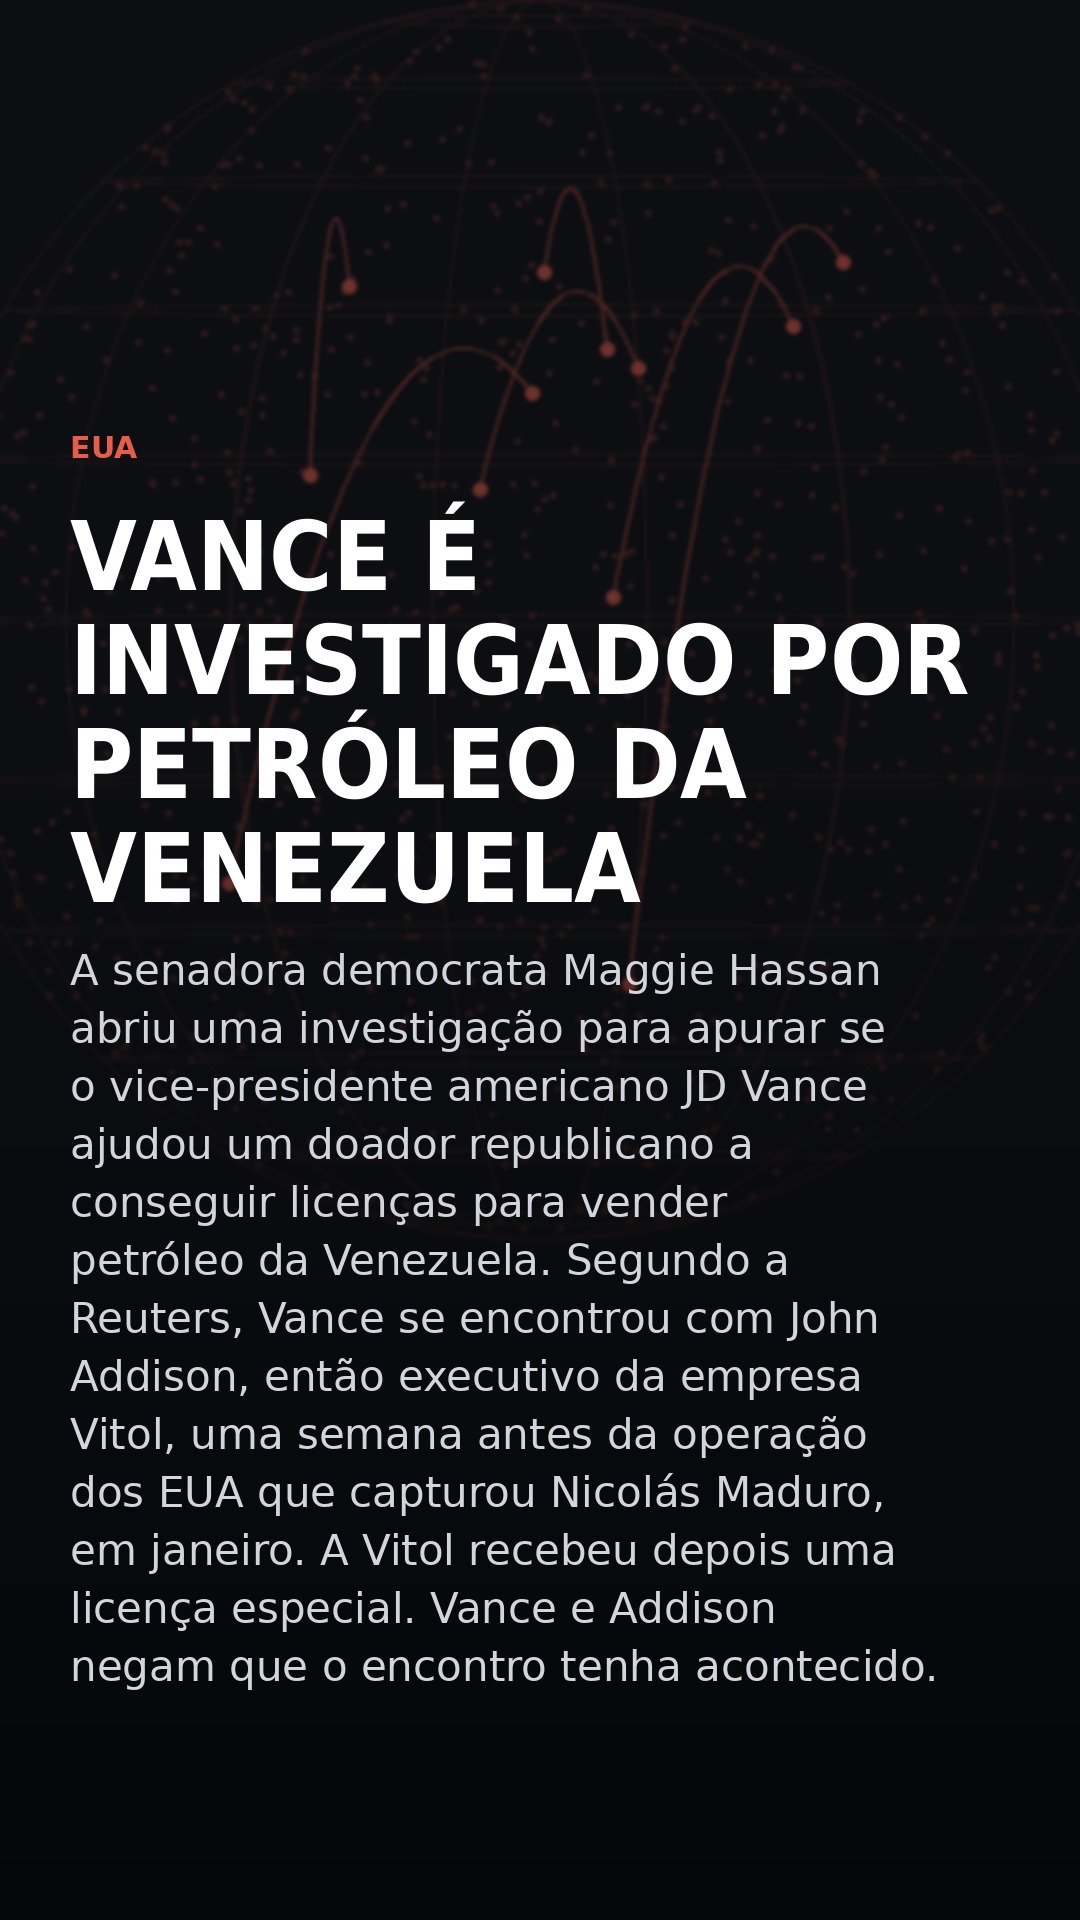 EUA
VANCE É
INVESTIGADO POR
PETRÓLEO DA
VENEZUELA
A senadora democrata Maggie Hassan
abriu uma investigação para apurar se
o vice-presidente americano JD Vance
ajudou um doador republicano a
conseguir licenças para vender
petróleo da Venezuela. Segundo a
Reuters, Vance se encontrou com John
Addison, então executivo da empresa
Vitol, uma semana antes da operação
dos EUA que capturou Nicolás Maduro,
em janeiro. A Vitol recebeu depois uma
licença especial. Vance e Addison
negam que o encontro tenha acontecido.